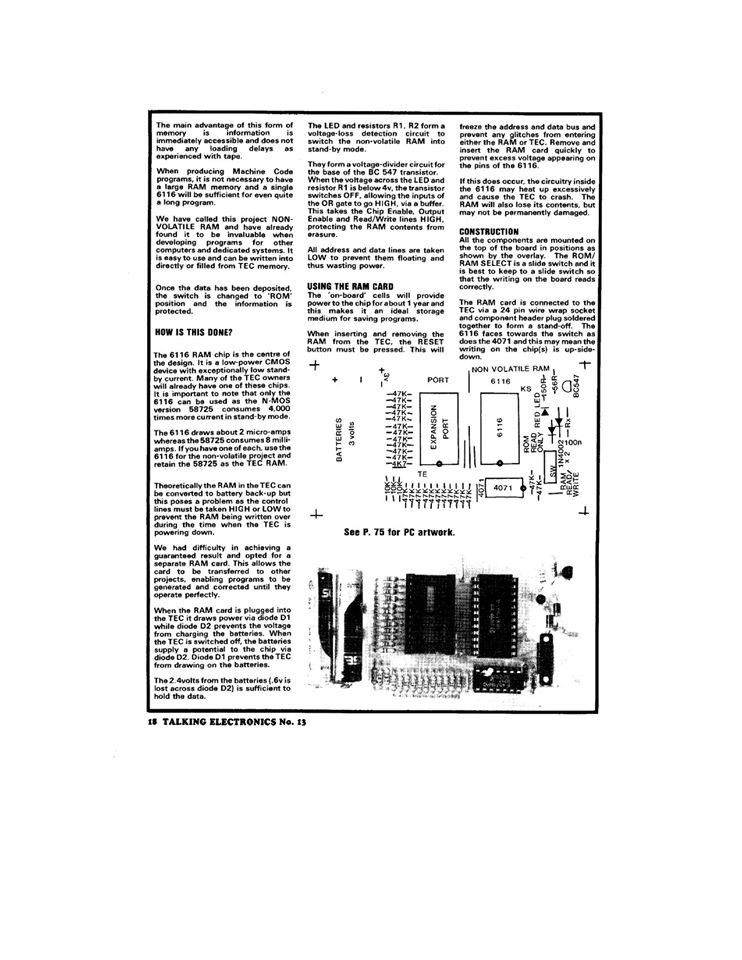 The main advantage of this form of
memory is information is
immediately accessible and does not
have any loading delays as
experienced with tape.
When producing Machine Code
programs, it is not necessary to have
a large RAM memory and a single
6116 will be sufficient for even quite
a long program.
We have called this project NON-
VOLATILE RAM and have already
found it to be invaluable when
developing programs for other
computers and dedicated systems. It
is easy to use and can be written into
directly or filled from TEC memory.
Once tha data has been deposited,
the switch is changed to 'ROM'
position and the information is
protected.
HOW IS THIS DONE?
The 6116 RAM chip is the centre of
the design. It is a low-power CMOS
device with exceptionally low stand-
by current. Many of the TEC owners
will already have one of these chips.
It is important to note that only the
6116 can be used as the N-MOS
version 58725 consumes 4,000
times more current in stand-by mode.
The 6116 draws about 2 micro-amps
whereas the 58725 consumes 8 milli-
amps. If you have one of each, use the
6116 for the non-volatile project and
retain the 58725 as the TEC RAM.
Theoretically the RAM in the TEC can
be converted to battery back-up but
this poses a problem as the control
lines must be taken HIGH or LOW to
prevent the RAM being written over
during the time when the TEC is
powering down.
We had difficulty in achieving a
guaranteed result and opted for a
separate RAM card. This allows the
card to be transferred to other
projects, enabling programs to be
generated and corrected until they
operate perfectly.
When the RAM card is plugged into
the TEC it draws power via diode D1
while diode D2 prevents the voltage
from charging the batteries. When
the TEC is switched off, the batteries
supply a potential to the chip via
diode D2. Diode D1 prevents the TEC
from drawing on the batteries.
The 2.4volts from the batteries (.6v is
lost across diode D2) is sufficient to
hold the data.
The LED and resistors R1, R2 form a
voltage-loss detection circuit to
switch the non-volatile RAM into
stand-by mode.
They form a voltage-divider circuit for
the base of the BC 547 transistor.
When the voltage across the LED and
resistor R1 is below 4v, the transistor
switches OFF, allowing the inputs of
the OR gate to go HIGH, via a buffer.
This takes the Chip Enable, Output
Enable and Read/Write lines HIGH,
protecting the RAM contents from
erasure.
All address and data lines are taken
LOW to prevent them floating and
thus wasting power.
USING THE RAM CARD
The 'on-board' cells will provide
power to the chip for about 1 year and
this makes it an ideal storage
medium for saving programs.
When inserting and removing the
RAM from the TEC, the RESET
button must be pressed. This will
freeze the address and data bus and
prevent any glitches from entering
either the RAM or TEC. Remove and
insert the RAM card quickly to
prevent excess voltage appearing on
the pins of the 6116.
If this does occur, the circuitry inside
the 6116 may heat up excessively
and cause the TEC to crash. The
RAM will also lose its contents, but
may not be permanently damaged.
CONSTRUCTION
All the components are mounted on
the top of the board in positions as
shown by the overlay. The ROM/
RAM SELECT is a slide switch and it
is best to keep to a slide switch so
that the writing on the board reads
correctly.
The RAM card is connected to the
TEC via a 24 pin wire wrap socket
and component header plug soldered
together to form a stand-off. The
6116 faces towards the switch as
does the 4071 and this may mean the
writing on the chip(s) is up-side-
down.
+ -
+3v-
PORT
NON VOLATILE RAM
6116
KS
150R
56R
BC547
BATTERIES
3 volts
-47K-
-47K-
-47K-
-47K-
-47K-
-47K-
-47K-
-47K-
-47K-
-4K7-
EXPANSION
PORT
6116
RED LED
Rx
100n
ROM
READ
ONLY
1N4002
x 2
SW
RAM
READ/
WRITE
TE
10K
10K
10K
47K
47K
47K
47K
47K
47K
47K
47K
4071
4071
-47K-
-47K-
See P. 75 for PC artwork.
18 TALKING ELECTRONICS No. 13